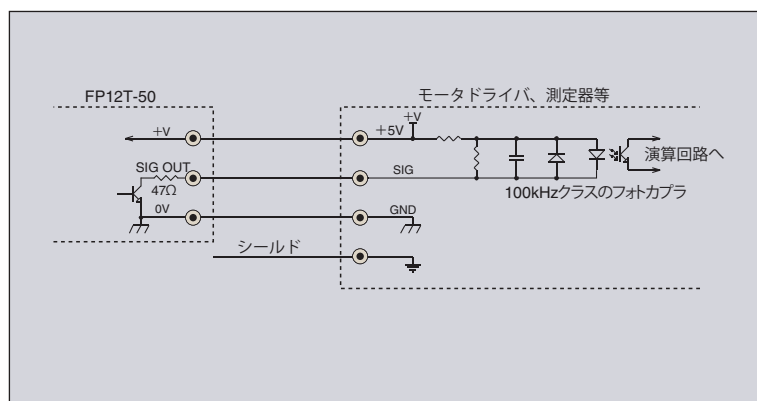 FP12T-50
モータドライバ、測定器等
+V
+V
+5V
SIG OUT
SIG
演算回路へ
47Ω
100kHzクラスのフォトカプラ
0V
GND
シールド